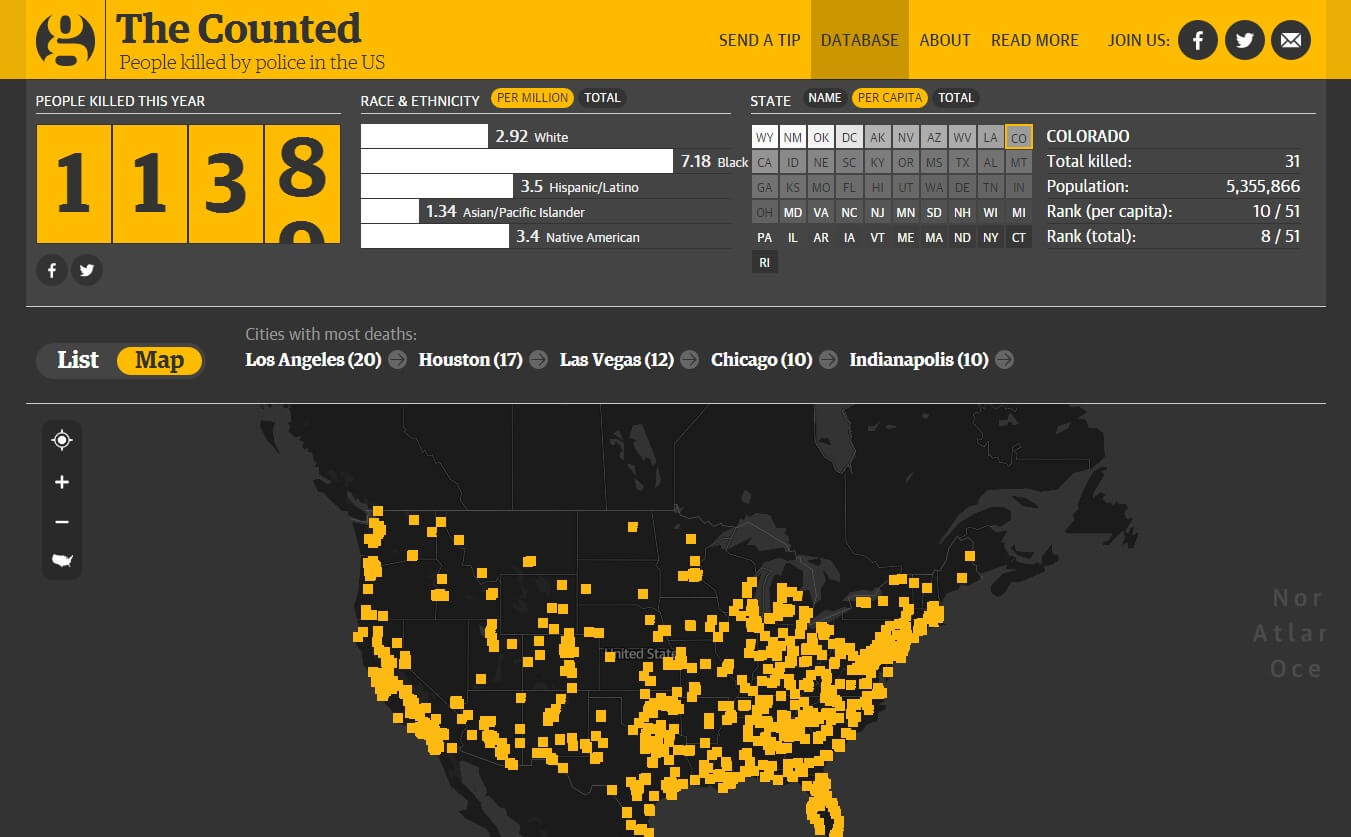 g The Counted
People killed by police in the US
SEND A TIP DATABASE ABOUT READ MORE JOIN US:
PEOPLE KILLED THIS YEAR
1 1 3 8
RACE & ETHNICITY PER MILLION TOTAL
2.92 White
7.18 Black
3.5 Hispanic/Latino
1.34 Asian/Pacific Islander
3.4 Native American
STATE NAME PER CAPITA TOTAL
WY NM OK DC AK NV AZ WV LA CO
CA ID NE SC KY OR MS TX AL MT
GA KS MO FL HI UT WA DE TN IN
OH MD VA NC NJ MN SD NH WI MI
PA IL AR IA VT ME MA ND NY CT
RI
COLORADO
Total killed: 31
Population: 5,355,866
Rank (per capita): 10 / 51
Rank (total): 8 / 51
List Map
Cities with most deaths:
Los Angeles (20) Houston (17) Las Vegas (12) Chicago (10) Indianapolis (10)
United State
Nor
Atlar
Oce